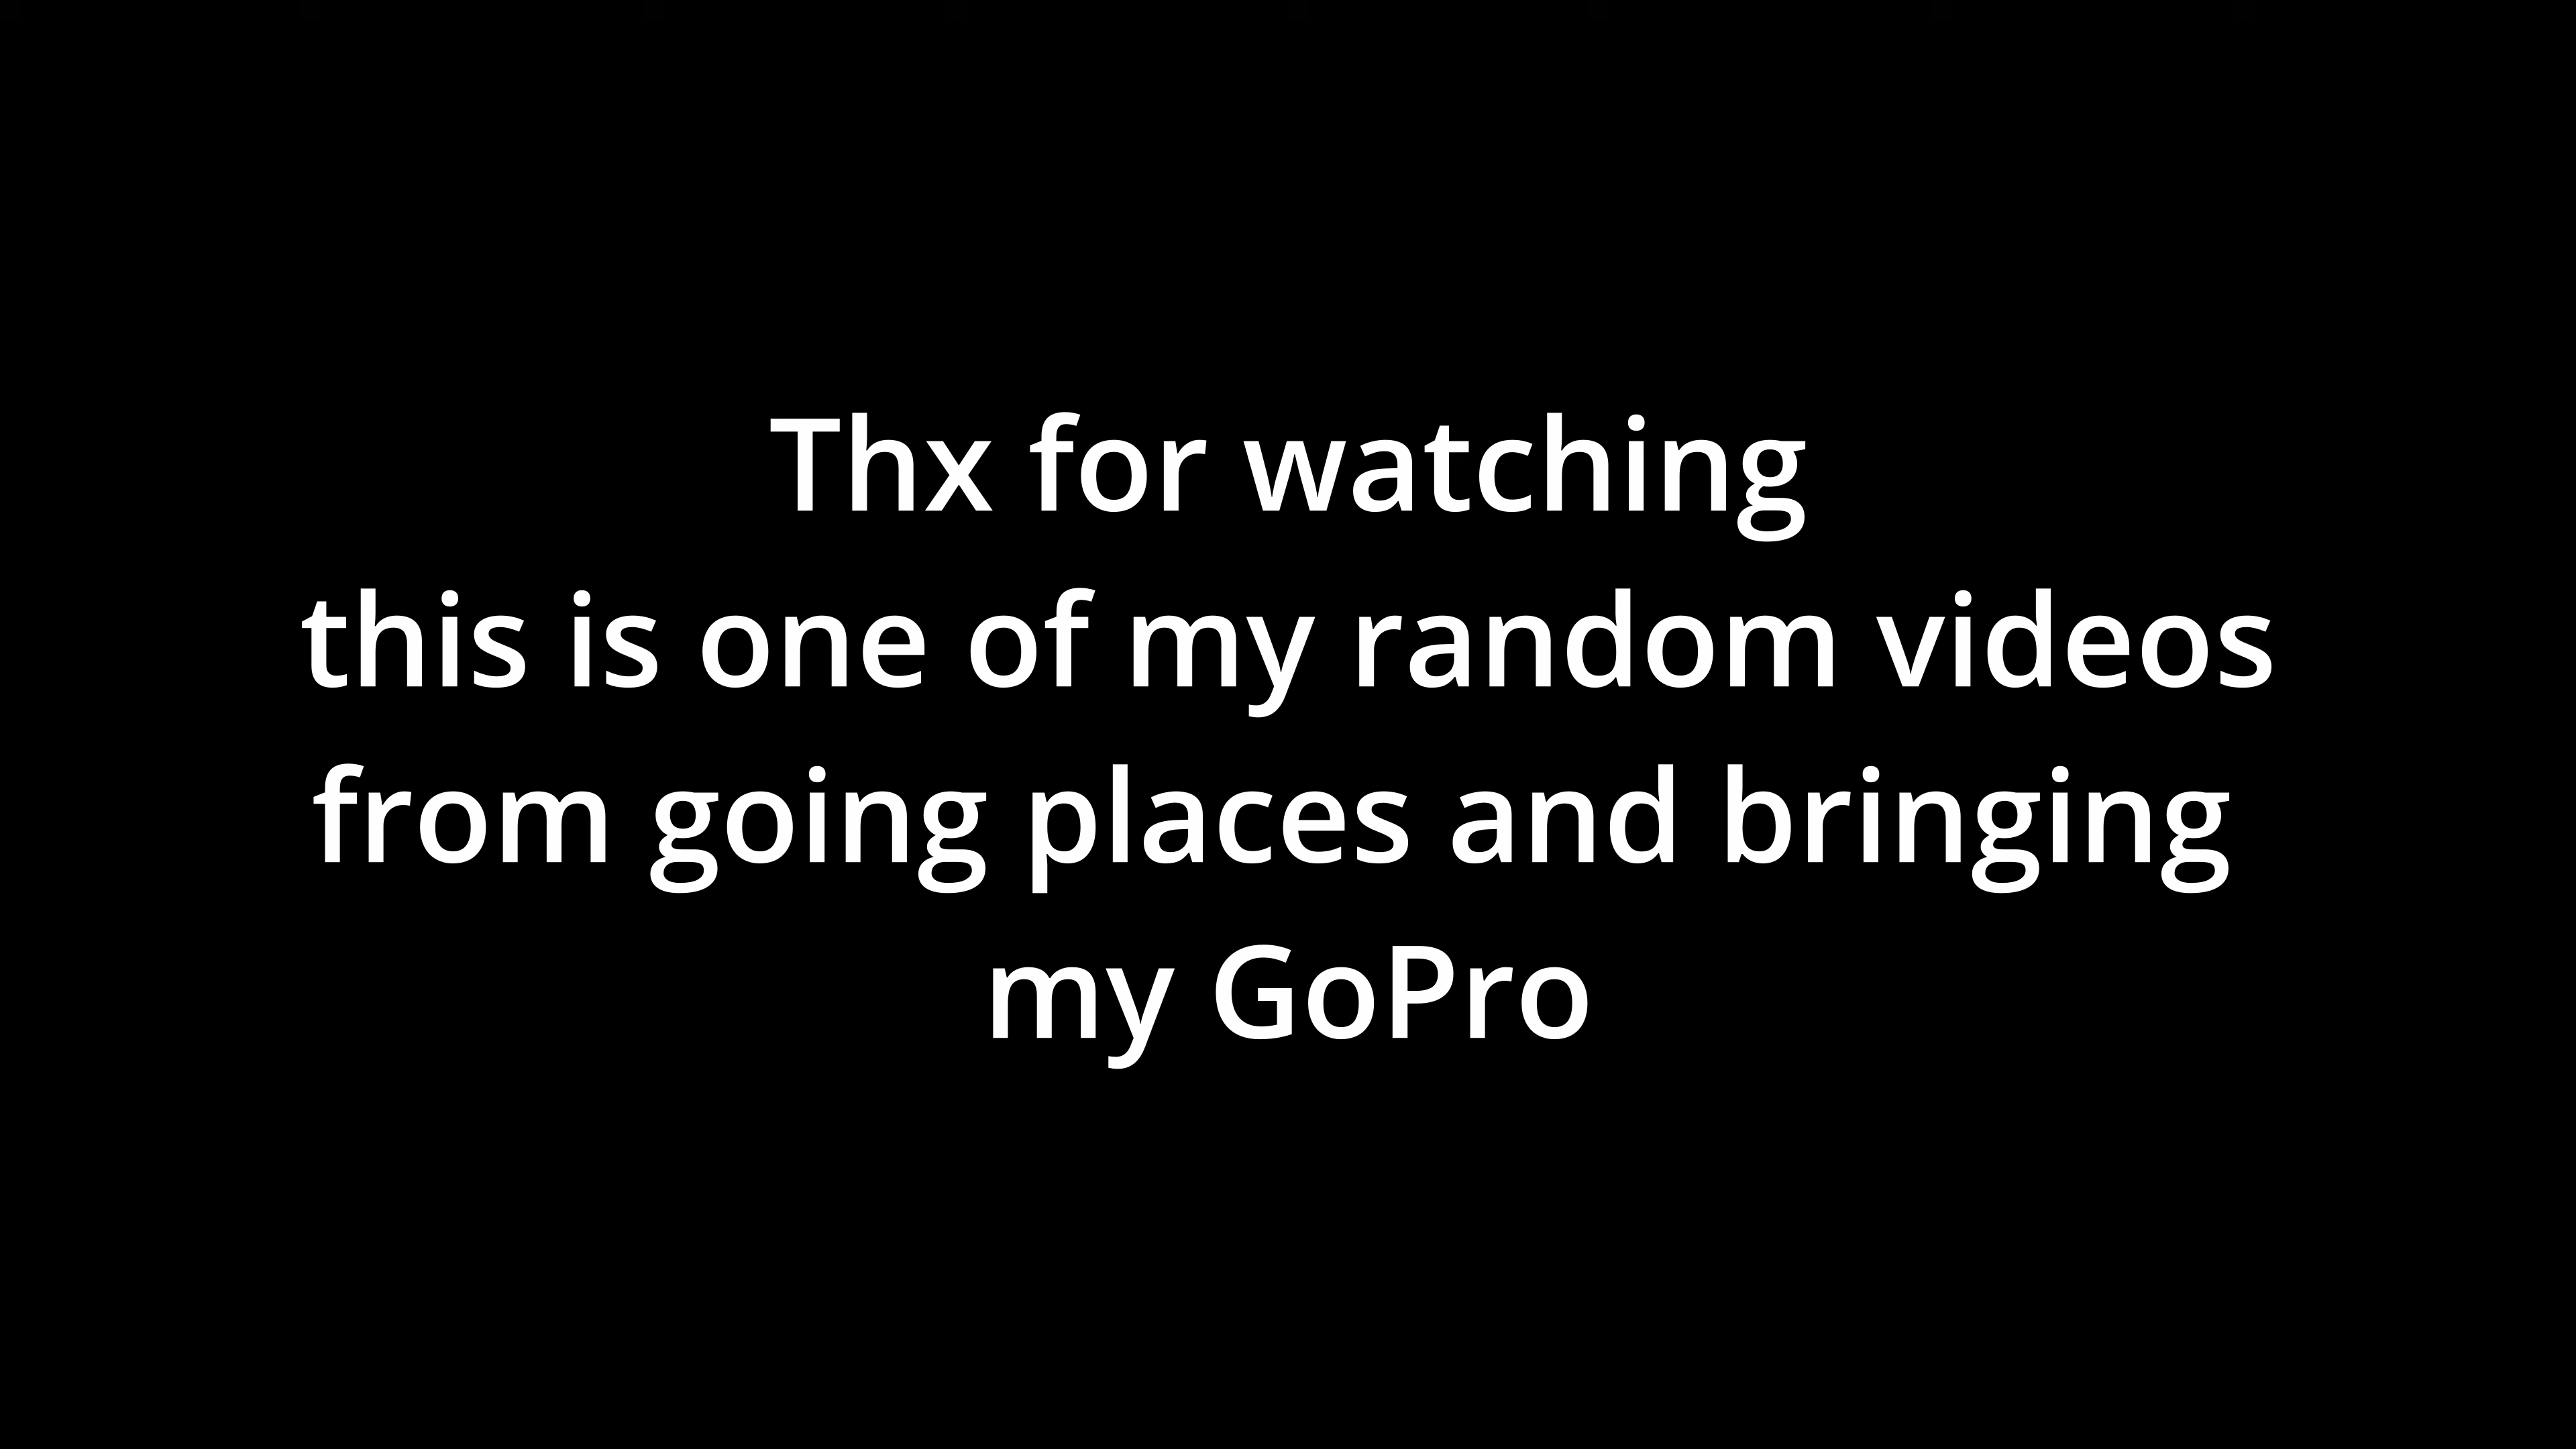 Thx for watching
this is one of my random videos
from going places and bringing
my GoPro